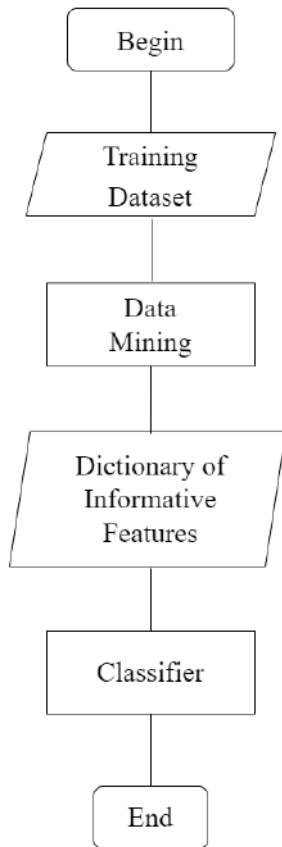 Begin
Training
Dataset
Data
Mining
Dictionary of
Informative
Features
Classifier
End